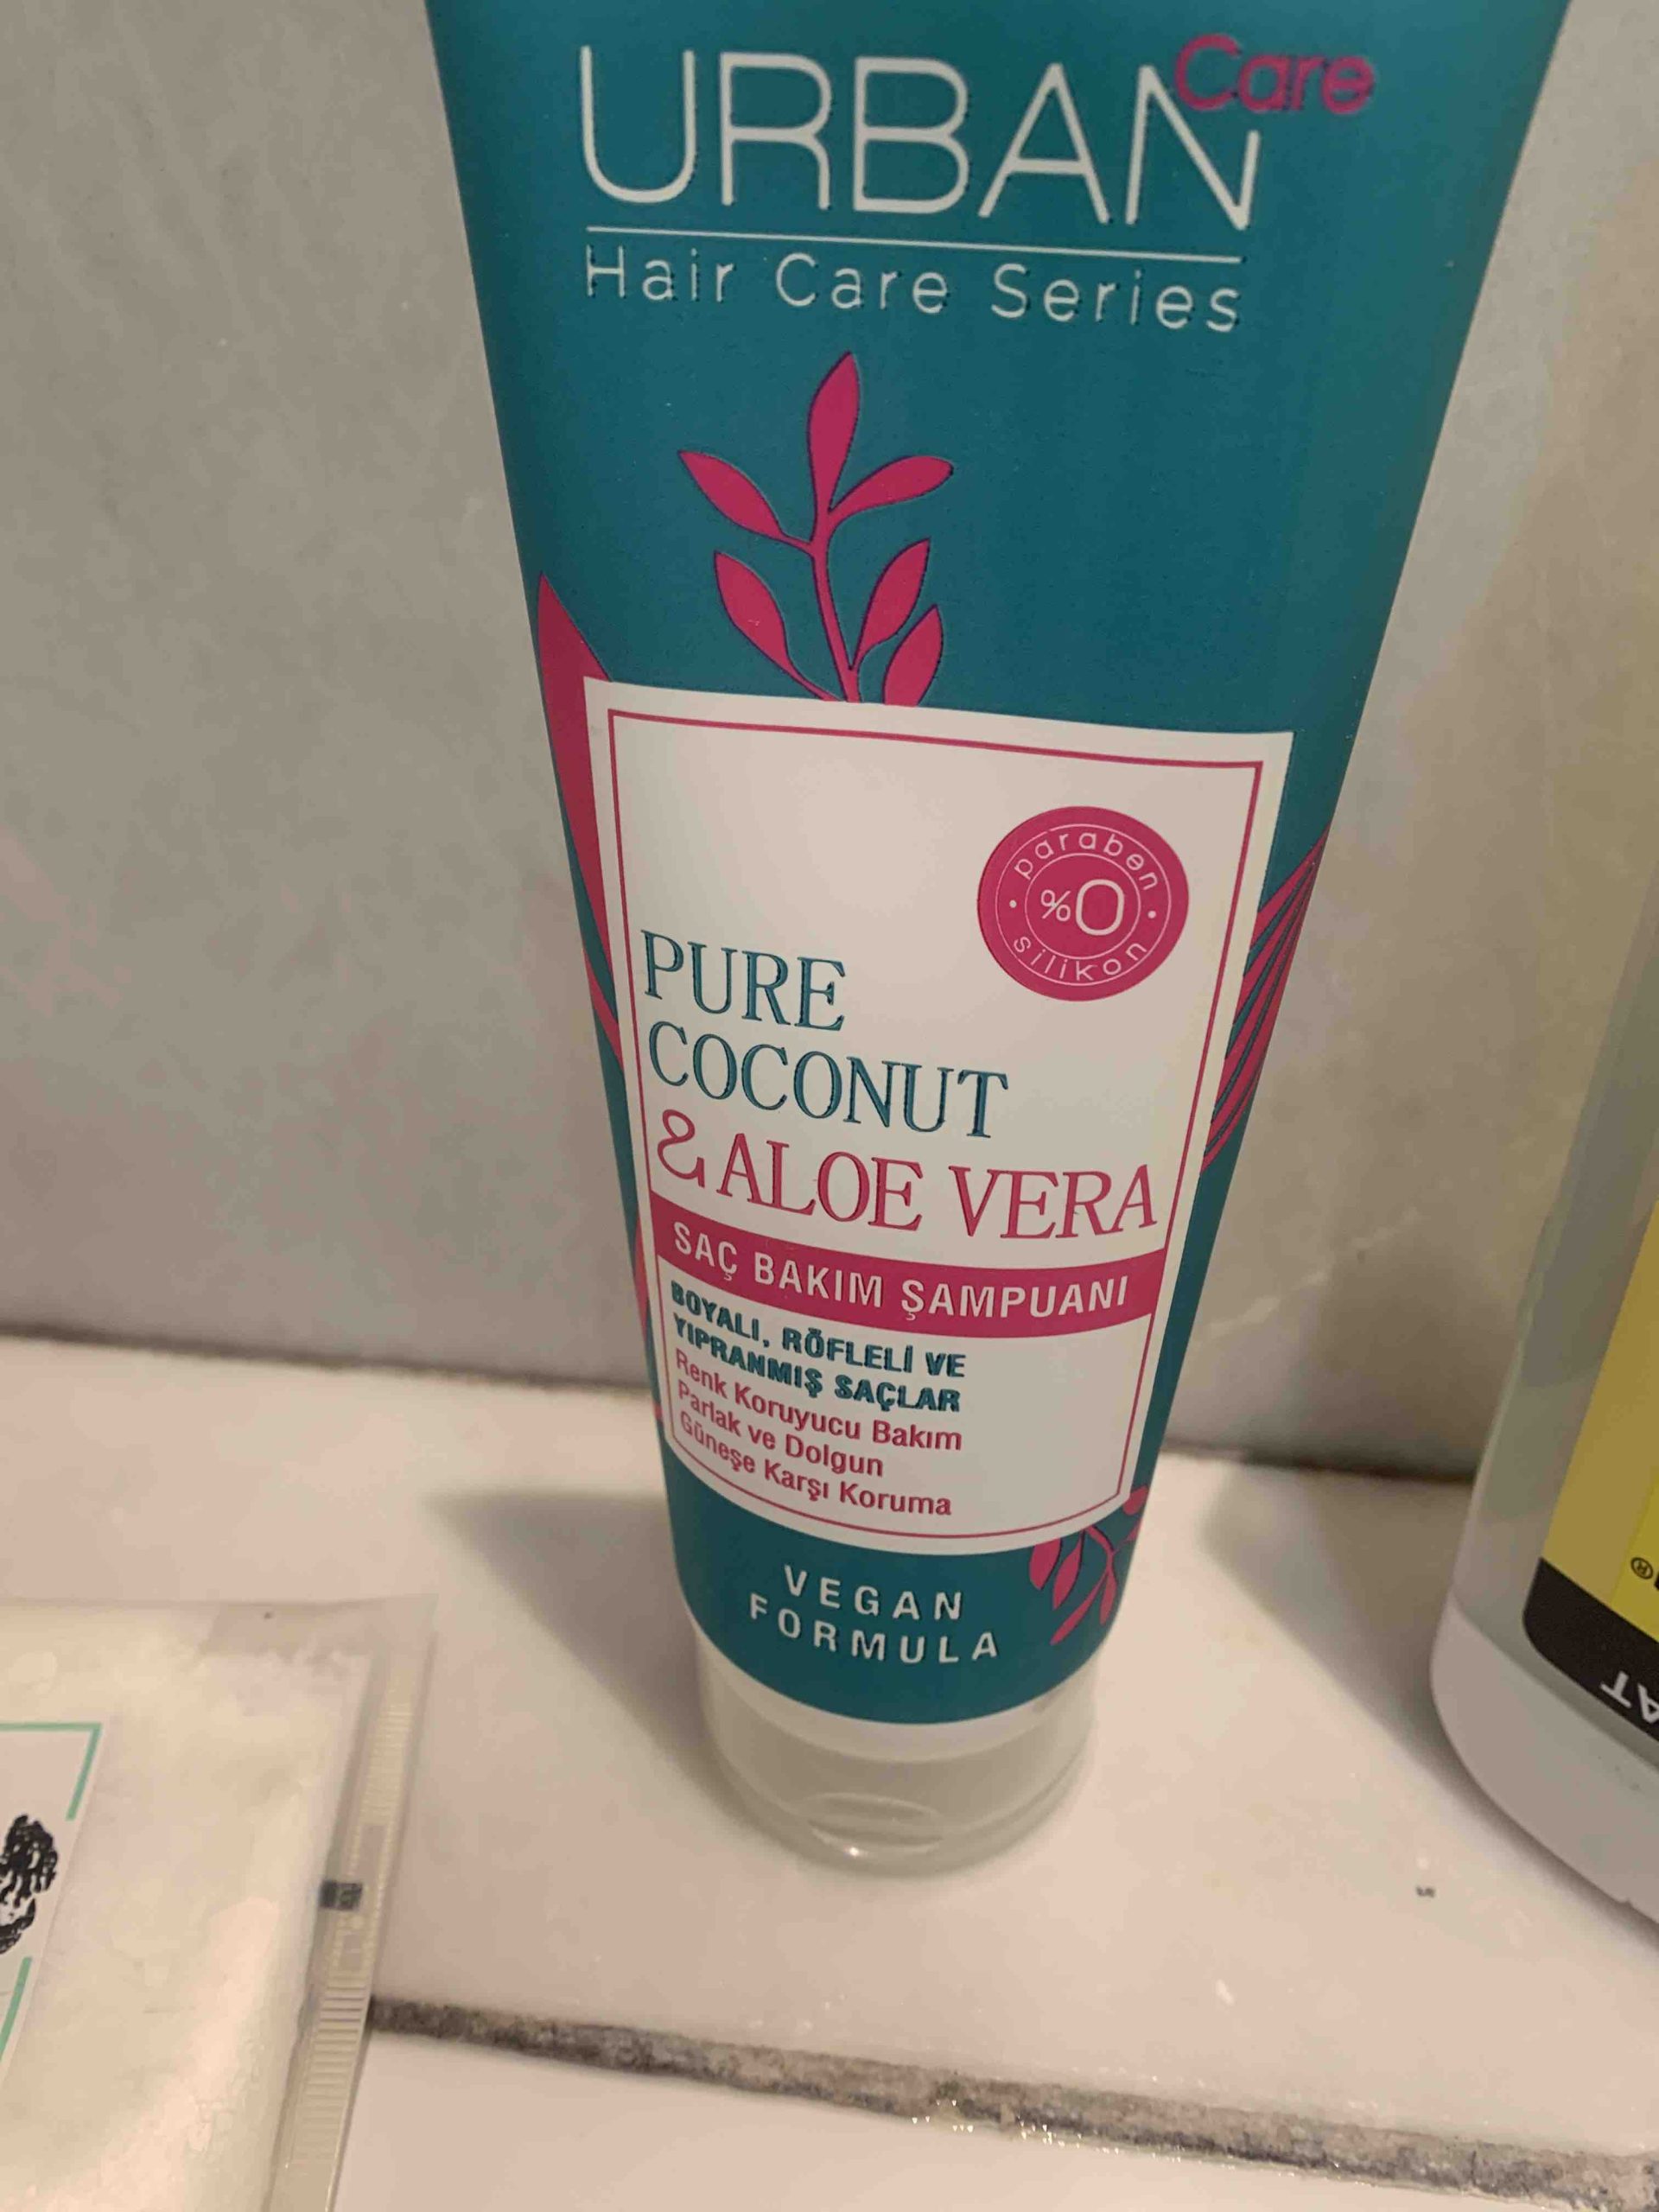 URBAN Care
Hair Care Series
paraben
%0
silikon
PURE
COCONUT
& ALOE VERA
SAÇ BAKIM ŞAMPUANI
BOYALI, RÖFLELİ VE
YIPRANMIŞ SAÇLAR
Renk Koruyucu Bakım
Parlak ve Dolgun
Güneşe Karşı Koruma
VEGAN
FORMULA
®